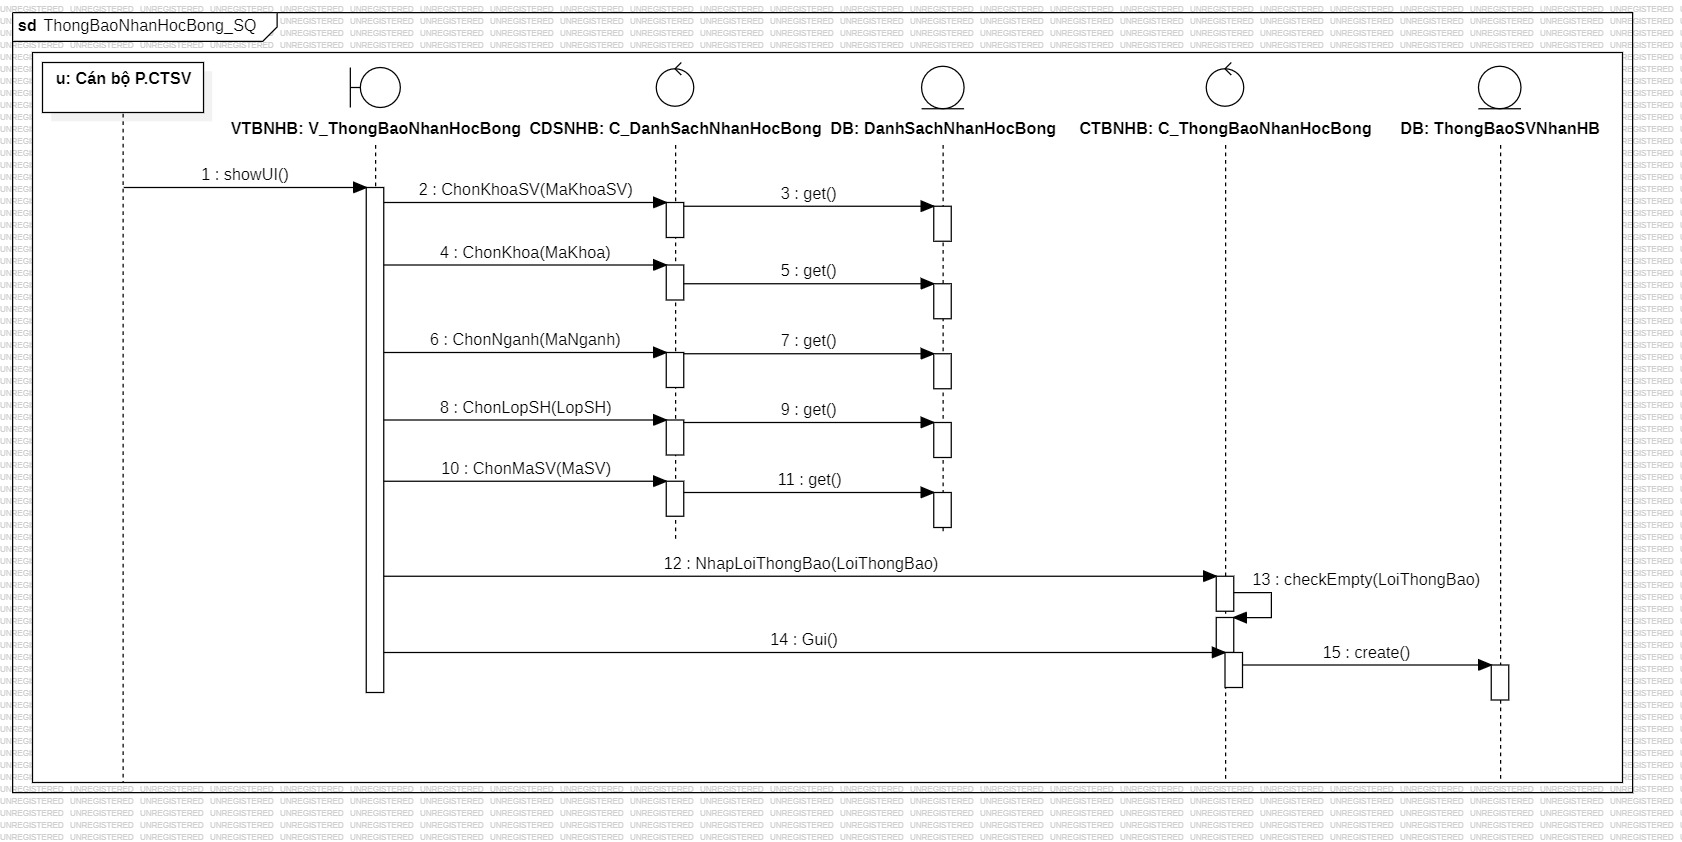 sd ThongBaoNhanHocBong_SQ
u: Cán bộ P.CTSV
VTBNHB: V_ThongBaoNhanHocBong
CDSNHB: C_DanhSachNhanHocBong
DB: DanhSachNhanHocBong
CTBNHB: C_ThongBaoNhanHocBong
DB: ThongBaoSVNhanHB
1 : showUI()
2 : ChonKhoaSV(MaKhoaSV)
3 : get()
4 : ChonKhoa(MaKhoa)
5 : get()
6 : ChonNganh(MaNganh)
7 : get()
8 : ChonLopSH(LopSH)
9 : get()
10 : ChonMaSV(MaSV)
11 : get()
12 : NhapLoiThongBao(LoiThongBao)
13 : checkEmpty(LoiThongBao)
14 : Gui()
15 : create()
UNREGISTERED